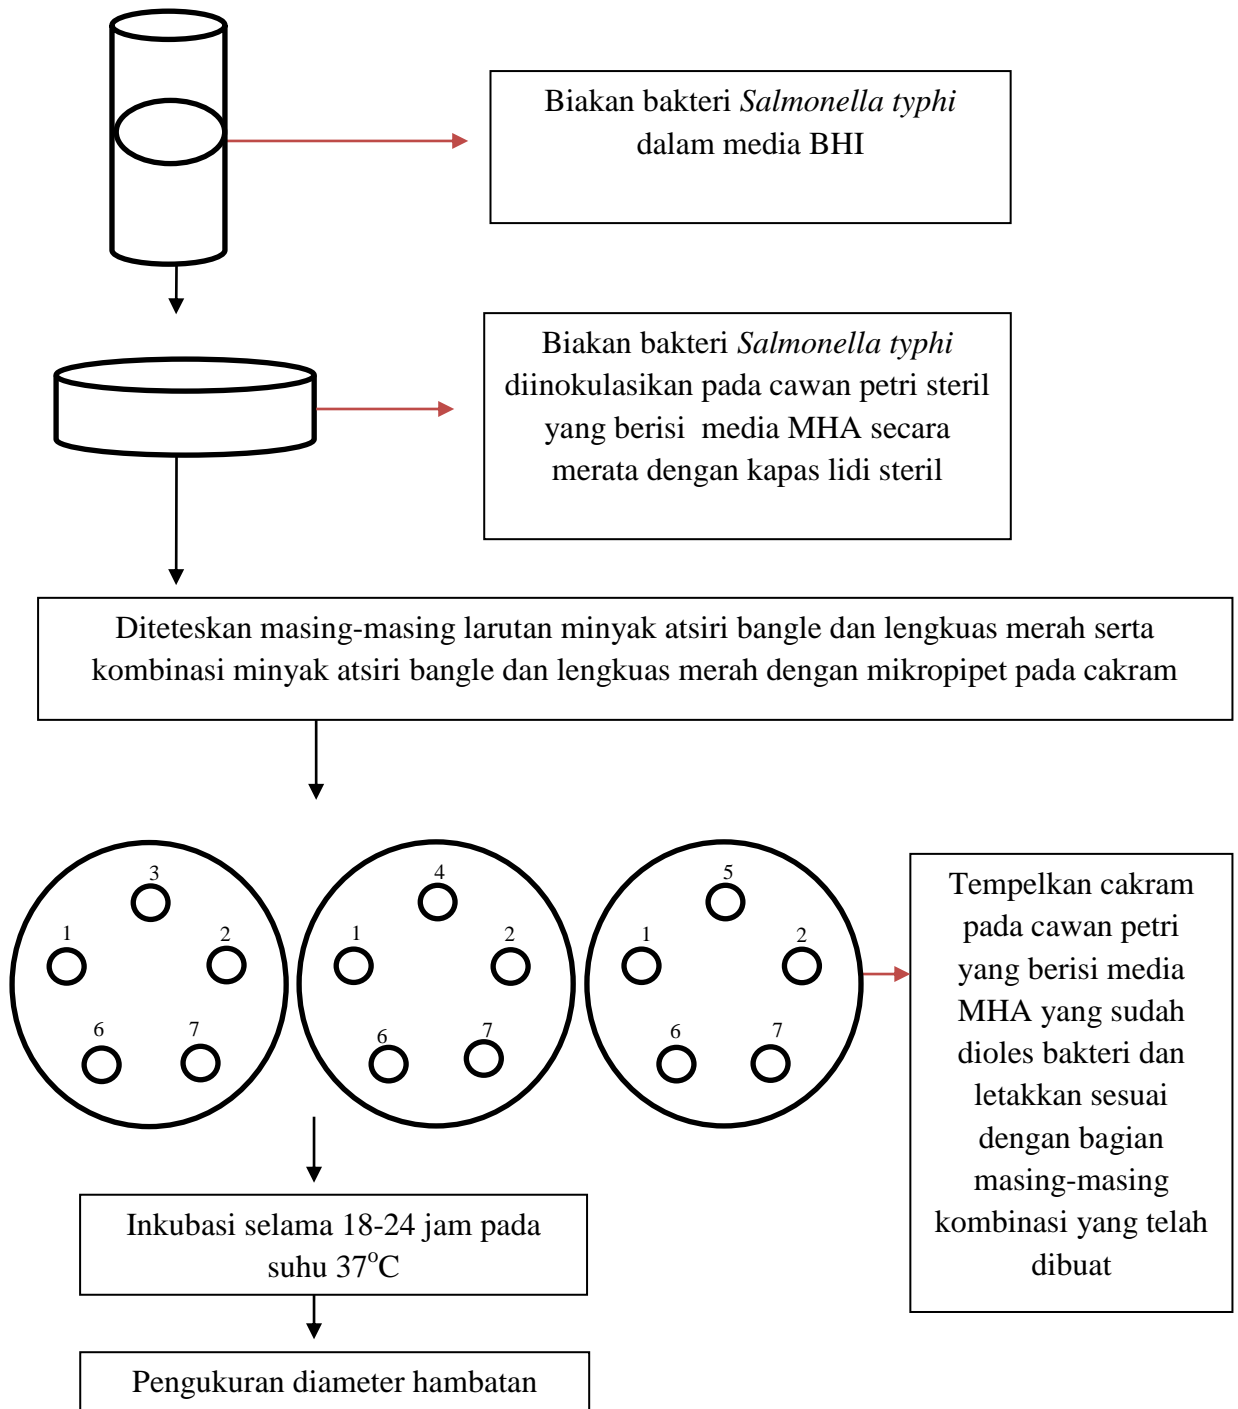 Biakan bakteri Salmonella typhi
dalam media BHI
Biakan bakteri Salmonella typhi
diinokulasikan pada cawan petri steril
yang berisi media MHA secara
merata dengan kapas lidi steril
Diteteskan masing-masing larutan minyak atsiri bangle dan lengkuas merah serta
kombinasi minyak atsiri bangle dan lengkuas merah dengan mikropipet pada cakram
3
1
2
6
7
4
1
2
6
7
5
1
2
6
7
Tempelkan cakram
pada cawan petri
yang berisi media
MHA yang sudah
dioles bakteri dan
letakkan sesuai
dengan bagian
masing-masing
kombinasi yang telah
dibuat
Inkubasi selama 18-24 jam pada
suhu 37°C
Pengukuran diameter hambatan